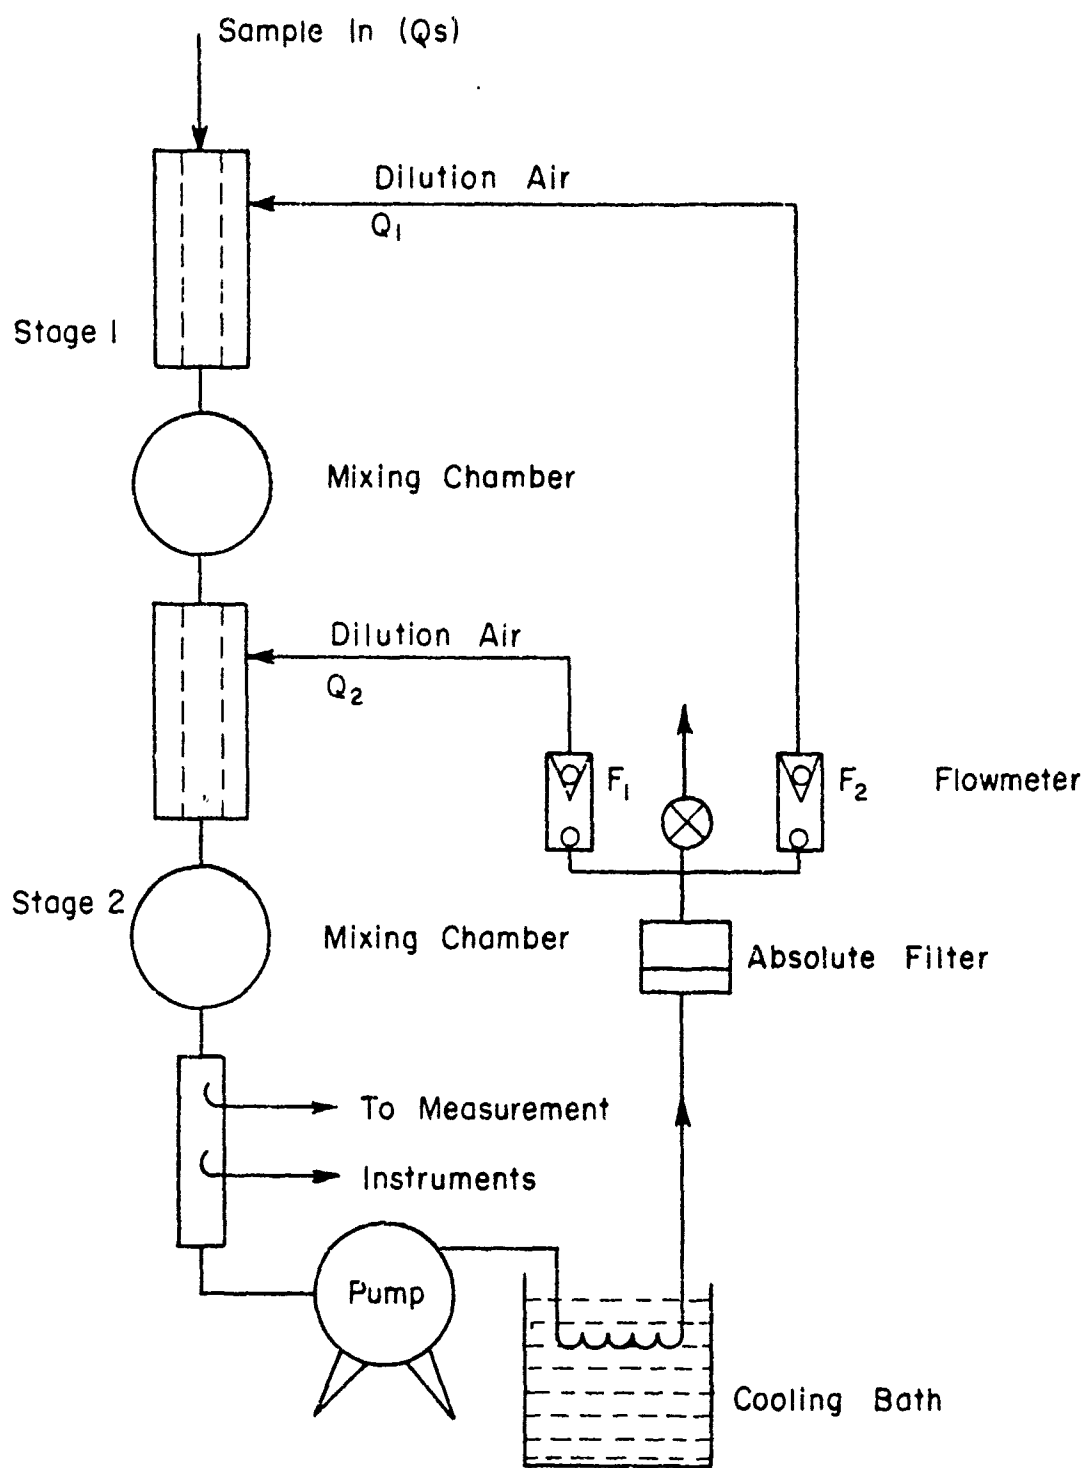 Sample In (Qs)
Dilution Air
Q₁
Stage 1
Mixing Chamber
Dilution Air
Q₂
F₁
F₂
Flowmeter
Stage 2
Mixing Chamber
Absolute Filter
To Measurement
Instruments
Pump
Cooling Bath